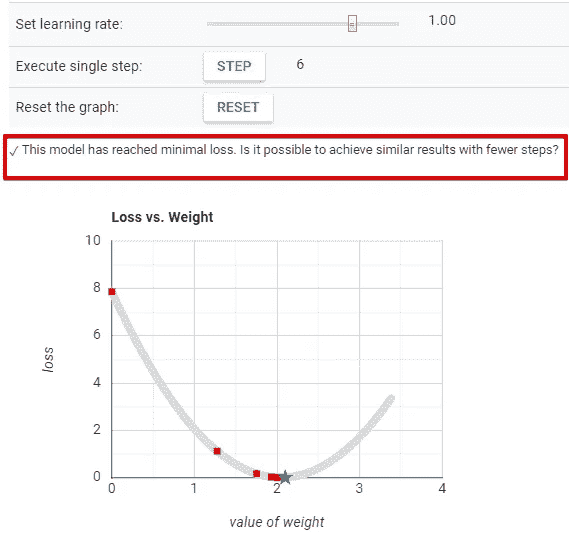 Set learning rate: 1.00
Execute single step: STEP 6
Reset the graph: RESET
✓ This model has reached minimal loss. Is it possible to achieve similar results with fewer steps?
Loss vs. Weight
10
8
6
4
2
0
loss
0 1 2 3 4
value of weight